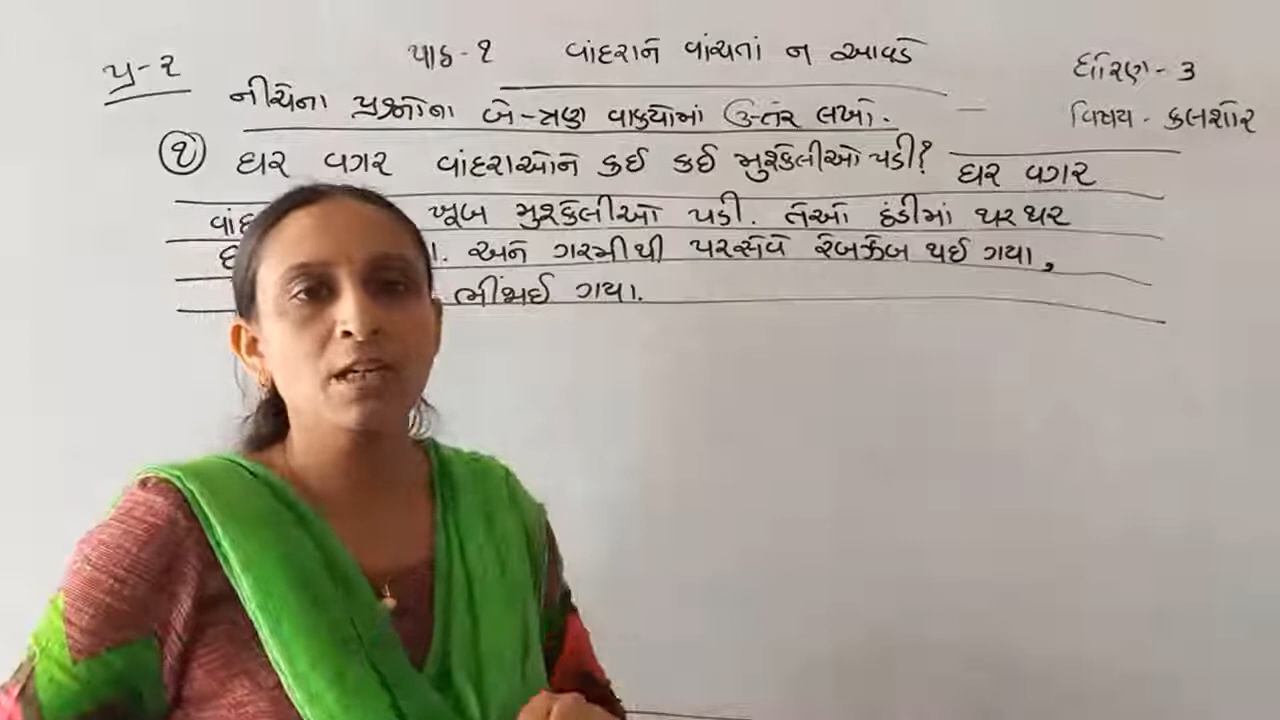 પાઠ - ૧ વાંદરાને વાંચતાં ન આવડે
ધોરણ - ૩
પ્ર - ૨
નીચેના પ્રશ્નોના બે - ત્રણ વાક્યોમાં ઉત્તર લખો.
વિષય - કલશોર
૧ ઘર વગર વાંદરાઓને કઈ કઈ મુશ્કેલીઓ પડી? ઘર વગર
ખૂબ મુશ્કેલીઓ પડી. તેઓ ઠંડીમાં થરથર
અને ગરમીથી પરસેવે રેબઝેબ થઈ ગયા,
ભીંજાઈ ગયા.